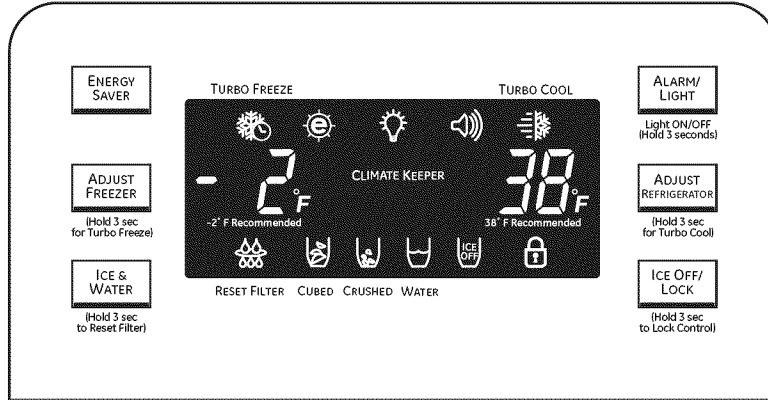 ENERGY
SAVER
TURBO FREEZE
TURBO COOL
ALARM/
LIGHT
Light ON/OFF
(Hold 3 seconds)
e
ADJUST
FREEZER
(Hold 3 sec
for Turbo Freeze)
-2°F
-2° F Recommended
CLIMATE KEEPER
38°F
38° F Recommended
ADJUST
REFRIGERATOR
(Hold 3 sec
for Turbo Cool)
ICE &
WATER
(Hold 3 sec
to Reset Filter)
ICE
OFF
RESET FILTER CUBED CRUSHED WATER
ICE OFF/
LOCK
(Hold 3 sec
to Lock Control)